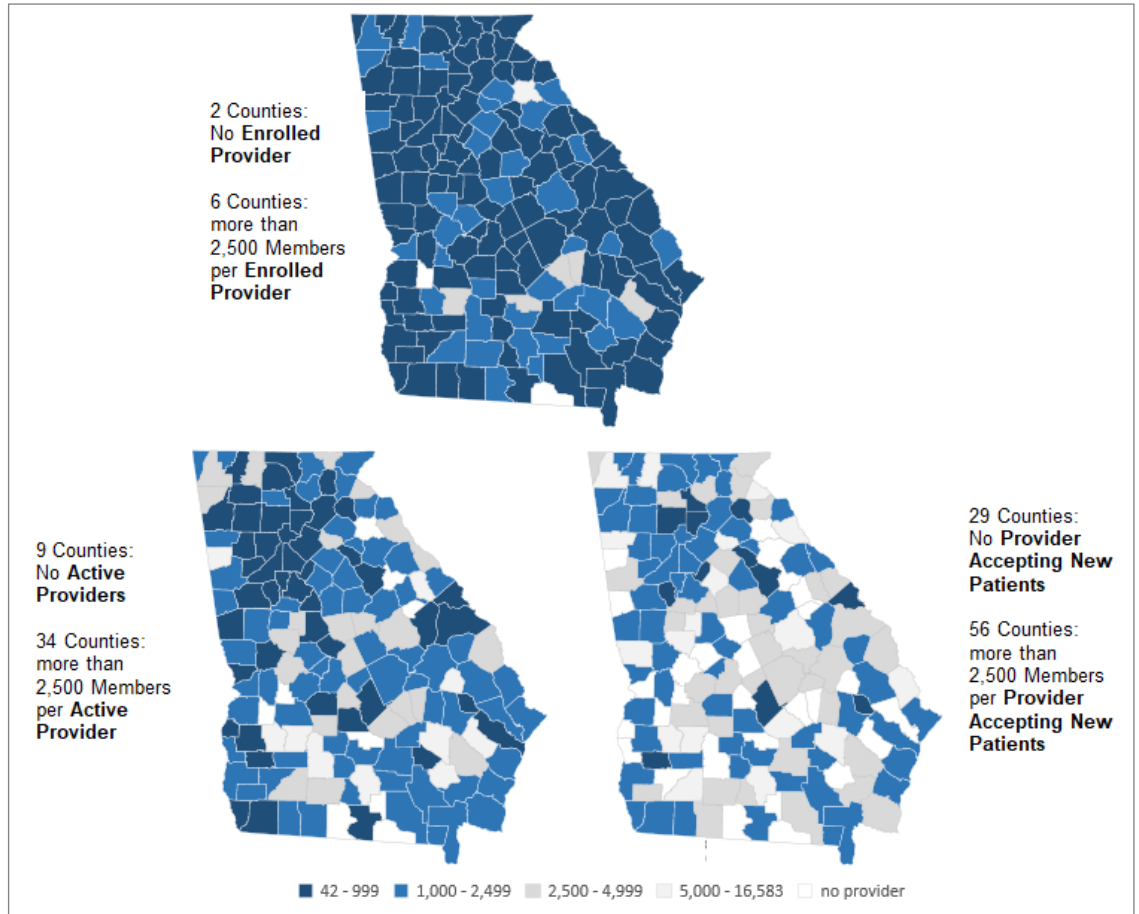 2 Counties:
No Enrolled
Provider
6 Counties:
more than
2,500 Members
per Enrolled
Provider
9 Counties:
No Active
Providers
34 Counties:
more than
2,500 Members
per Active
Provider
29 Counties:
No Provider
Accepting New
Patients
56 Counties:
more than
2,500 Members
per Provider
Accepting New
Patients
42 - 999 1,000 - 2,499 2,500 - 4,999 5,000 - 16,583 no provider